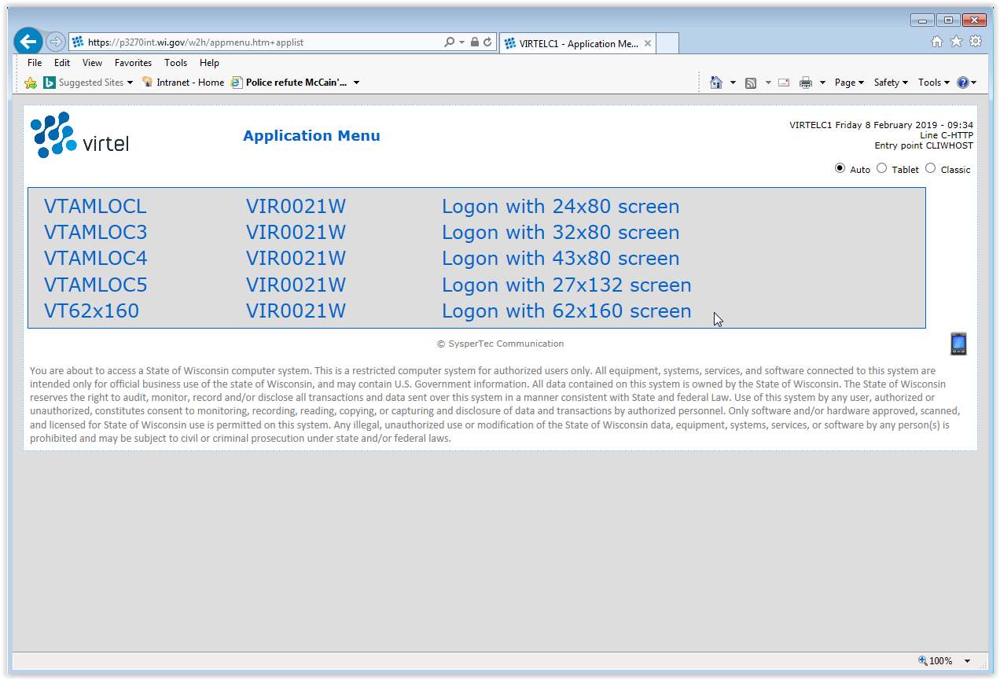 https://p3270int.wi.gov/w2h/appmenu.htm+applist
VIRTELC1 - Application Me...
File Edit View Favorites Tools Help
Suggested Sites Intranet - Home Police refute McCain'...
Page Safety Tools
virtel
Application Menu
VIRTELC1 Friday 8 February 2019 - 09:34
Line C-HTTP
Entry point CLIWHOST
Auto Tablet Classic
VTAMLOCL VIR0021W Logon with 24x80 screen
VTAMLOC3 VIR0021W Logon with 32x80 screen
VTAMLOC4 VIR0021W Logon with 43x80 screen
VTAMLOC5 VIR0021W Logon with 27x132 screen
VT62x160 VIR0021W Logon with 62x160 screen
© SysperTec Communication
You are about to access a State of Wisconsin computer system. This is a restricted computer system for authorized users only. All equipment, systems, services, and software connected to this system are
intended only for official business use of the state of Wisconsin, and may contain U.S. Government information. All data contained on this system is owned by the State of Wisconsin. The State of Wisconsin
reserves the right to audit, monitor, record and/or disclose all transactions and data sent over this system in a manner consistent with State and federal Law. Use of this system by any user, authorized or
unauthorized, constitutes consent to monitoring, recording, reading, copying, or capturing and disclosure of data and transactions by authorized personnel. Only software and/or hardware approved, scanned,
and licensed for State of Wisconsin use is permitted on this system. Any illegal, unauthorized use or modification of the State of Wisconsin data, equipment, systems, services, or software by any person(s) is
prohibited and may be subject to civil or criminal prosecution under state and/or federal laws.
100%